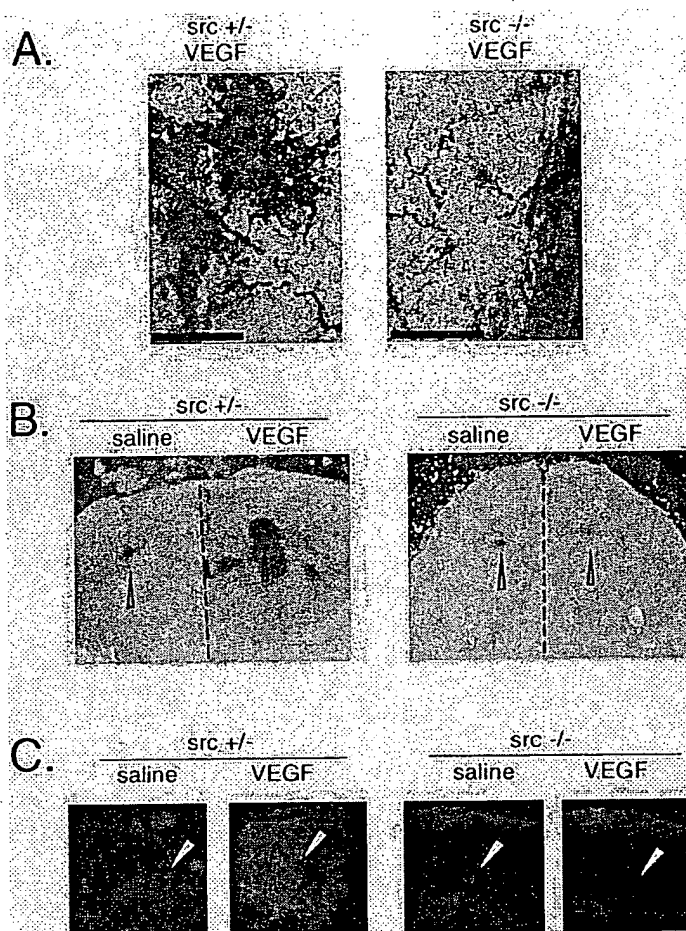 A.
src +/-
VEGF
src -/-
VEGF
B.
src +/-
saline
VEGF
src -/-
saline
VEGF
C.
src +/-
saline
VEGF
src -/-
saline
VEGF